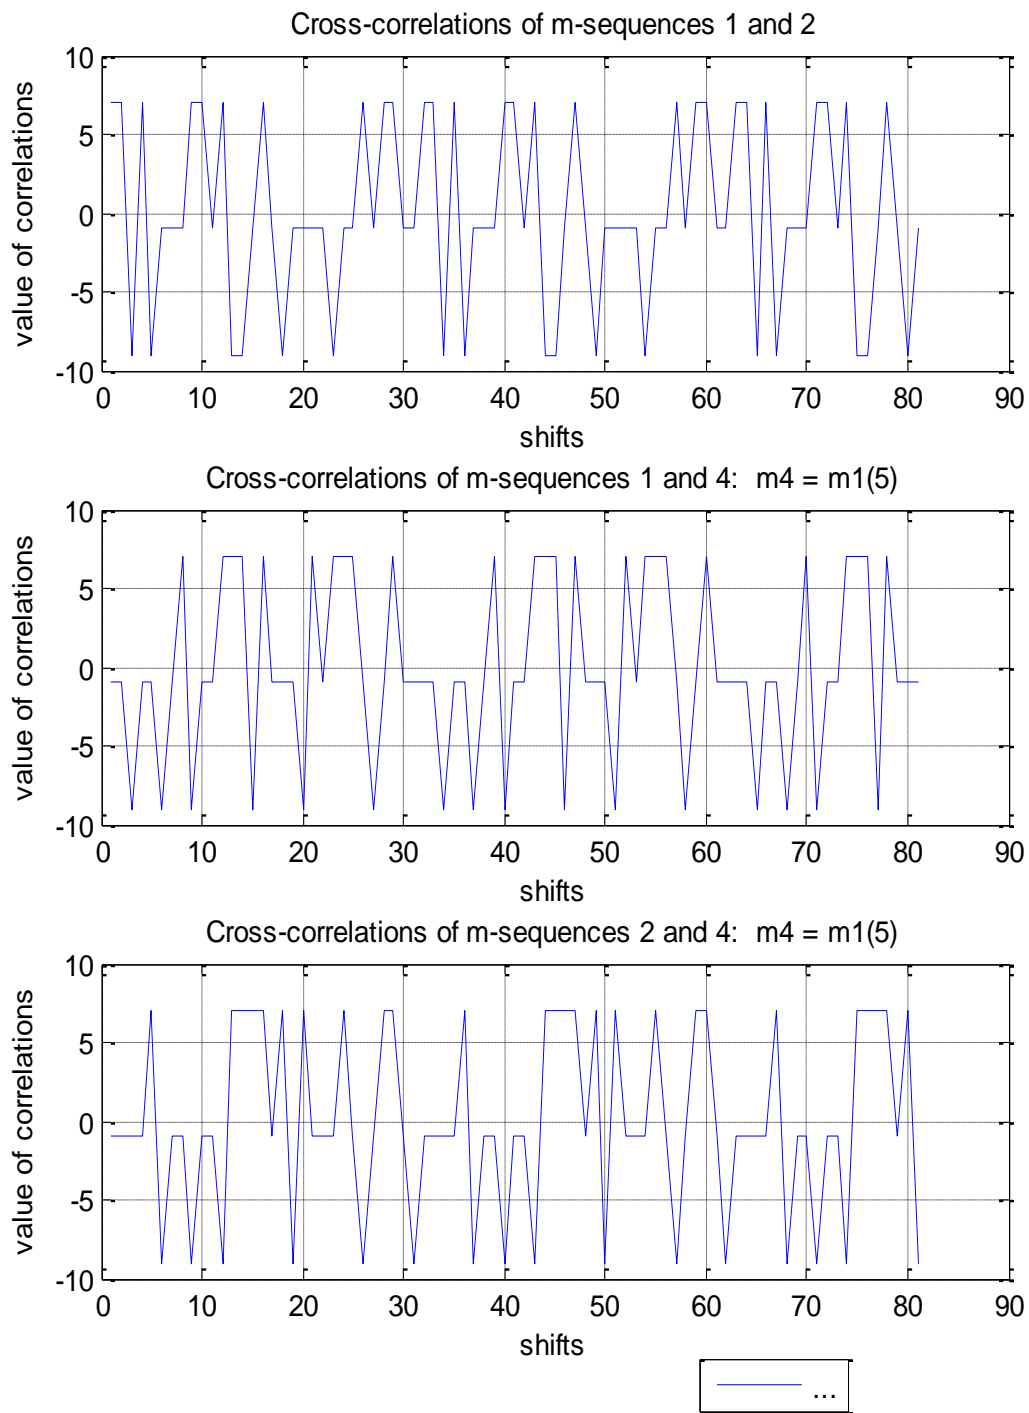 Cross-correlations of m-sequences 1 and 2
10
5
0
-5
-10
value of correlations
0 10 20 30 40 50 60 70 80 90
shifts
Cross-correlations of m-sequences 1 and 4:  m4 = m1(5)
10
5
0
-5
-10
value of correlations
0 10 20 30 40 50 60 70 80 90
shifts
Cross-correlations of m-sequences 2 and 4:  m4 = m1(5)
10
5
0
-5
-10
value of correlations
0 10 20 30 40 50 60 70 80 90
shifts
...